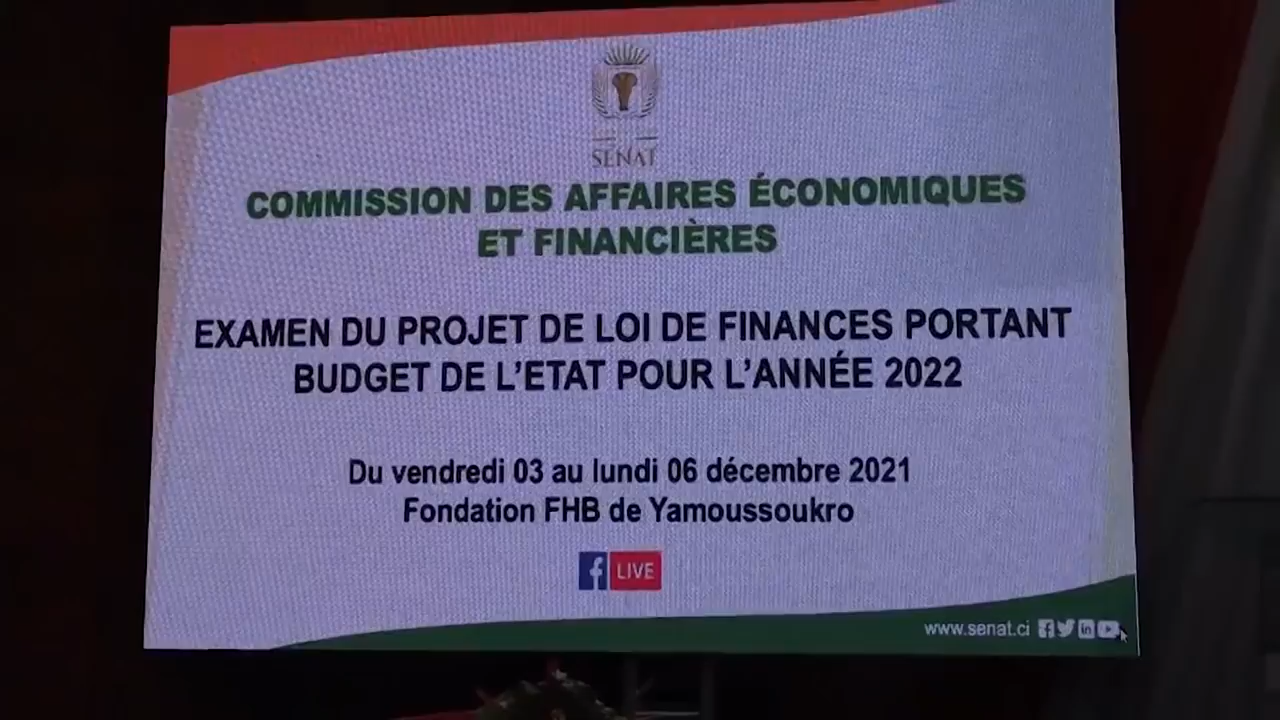 SENAT
COMMISSION DES AFFAIRES ÉCONOMIQUES
ET FINANCIÈRES
EXAMEN DU PROJET DE LOI DE FINANCES PORTANT
BUDGET DE L'ETAT POUR L'ANNÉE 2022
Du vendredi 03 au lundi 06 décembre 2021
Fondation FHB de Yamoussoukro
f LIVE
www.senat.ci